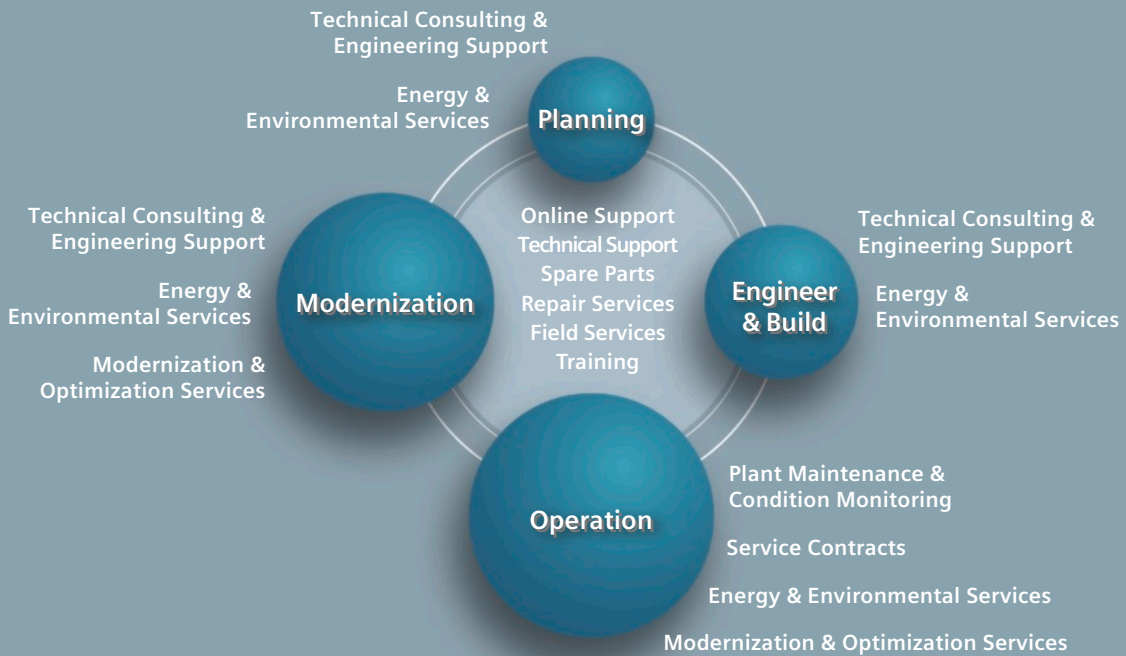 Technical Consulting &
Engineering Support
Energy &
Environmental Services
Planning
Technical Consulting &
Engineering Support
Energy &
Environmental Services
Modernization &
Optimization Services
Modernization
Online Support
Technical Support
Spare Parts
Repair Services
Field Services
Training
Engineer
& Build
Technical Consulting &
Engineering Support
Energy &
Environmental Services
Operation
Plant Maintenance &
Condition Monitoring
Service Contracts
Energy & Environmental Services
Modernization & Optimization Services